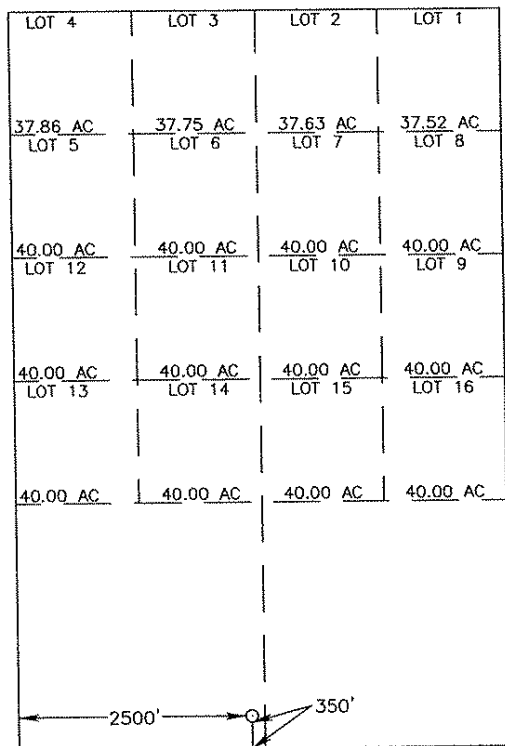 LOT 4 LOT 3 LOT 2 LOT 1
37.86 AC 37.75 AC 37.63 AC 37.52 AC
LOT 5 LOT 6 LOT 7 LOT 8
40.00 AC 40.00 AC 40.00 AC 40.00 AC
LOT 12 LOT 11 LOT 10 LOT 9
40.00 AC 40.00 AC 40.00 AC 40.00 AC
LOT 13 LOT 14 LOT 15 LOT 16
40.00 AC 40.00 AC 40.00 AC 40.00 AC
350'
2500'